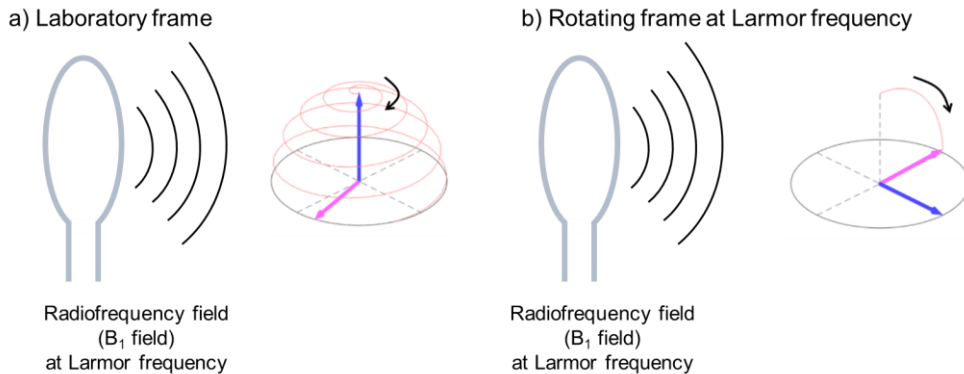 a) Laboratory frame
b) Rotating frame at Larmor frequency
Radiofrequency field
(B₁ field)
at Larmor frequency
Radiofrequency field
(B₁ field)
at Larmor frequency